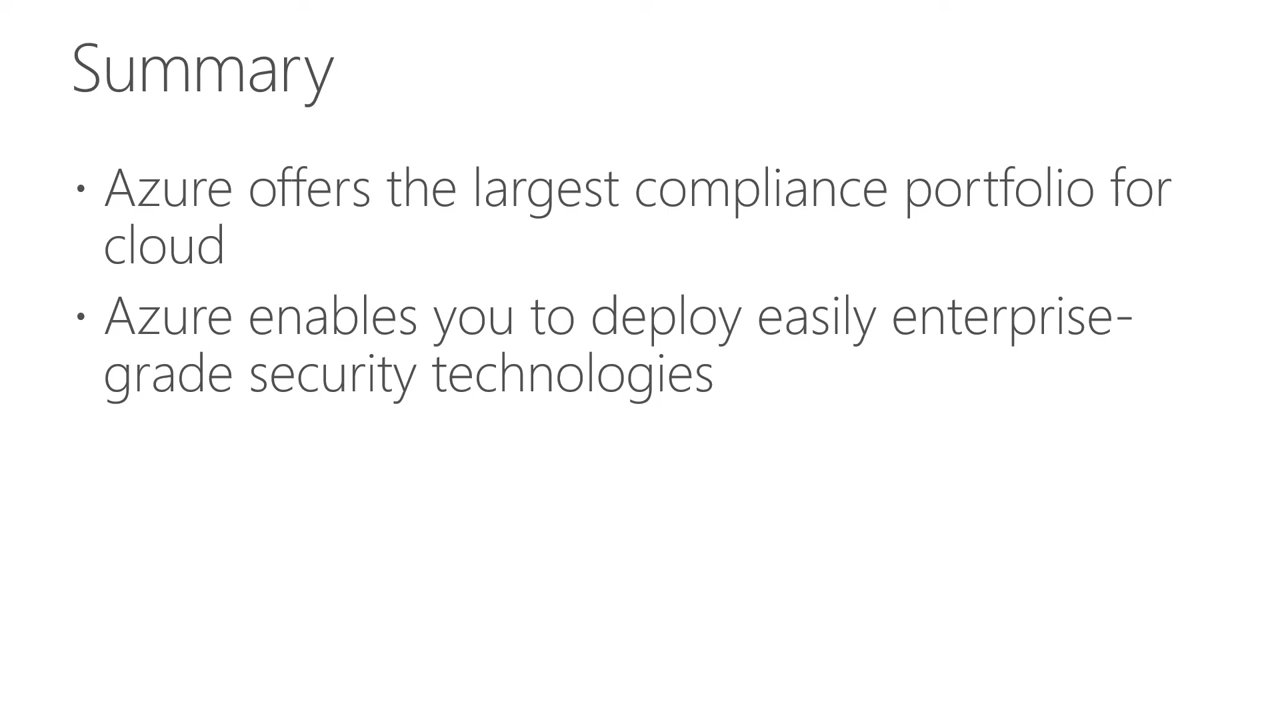 Summary
· Azure offers the largest compliance portfolio for
cloud
· Azure enables you to deploy easily enterprise-
grade security technologies